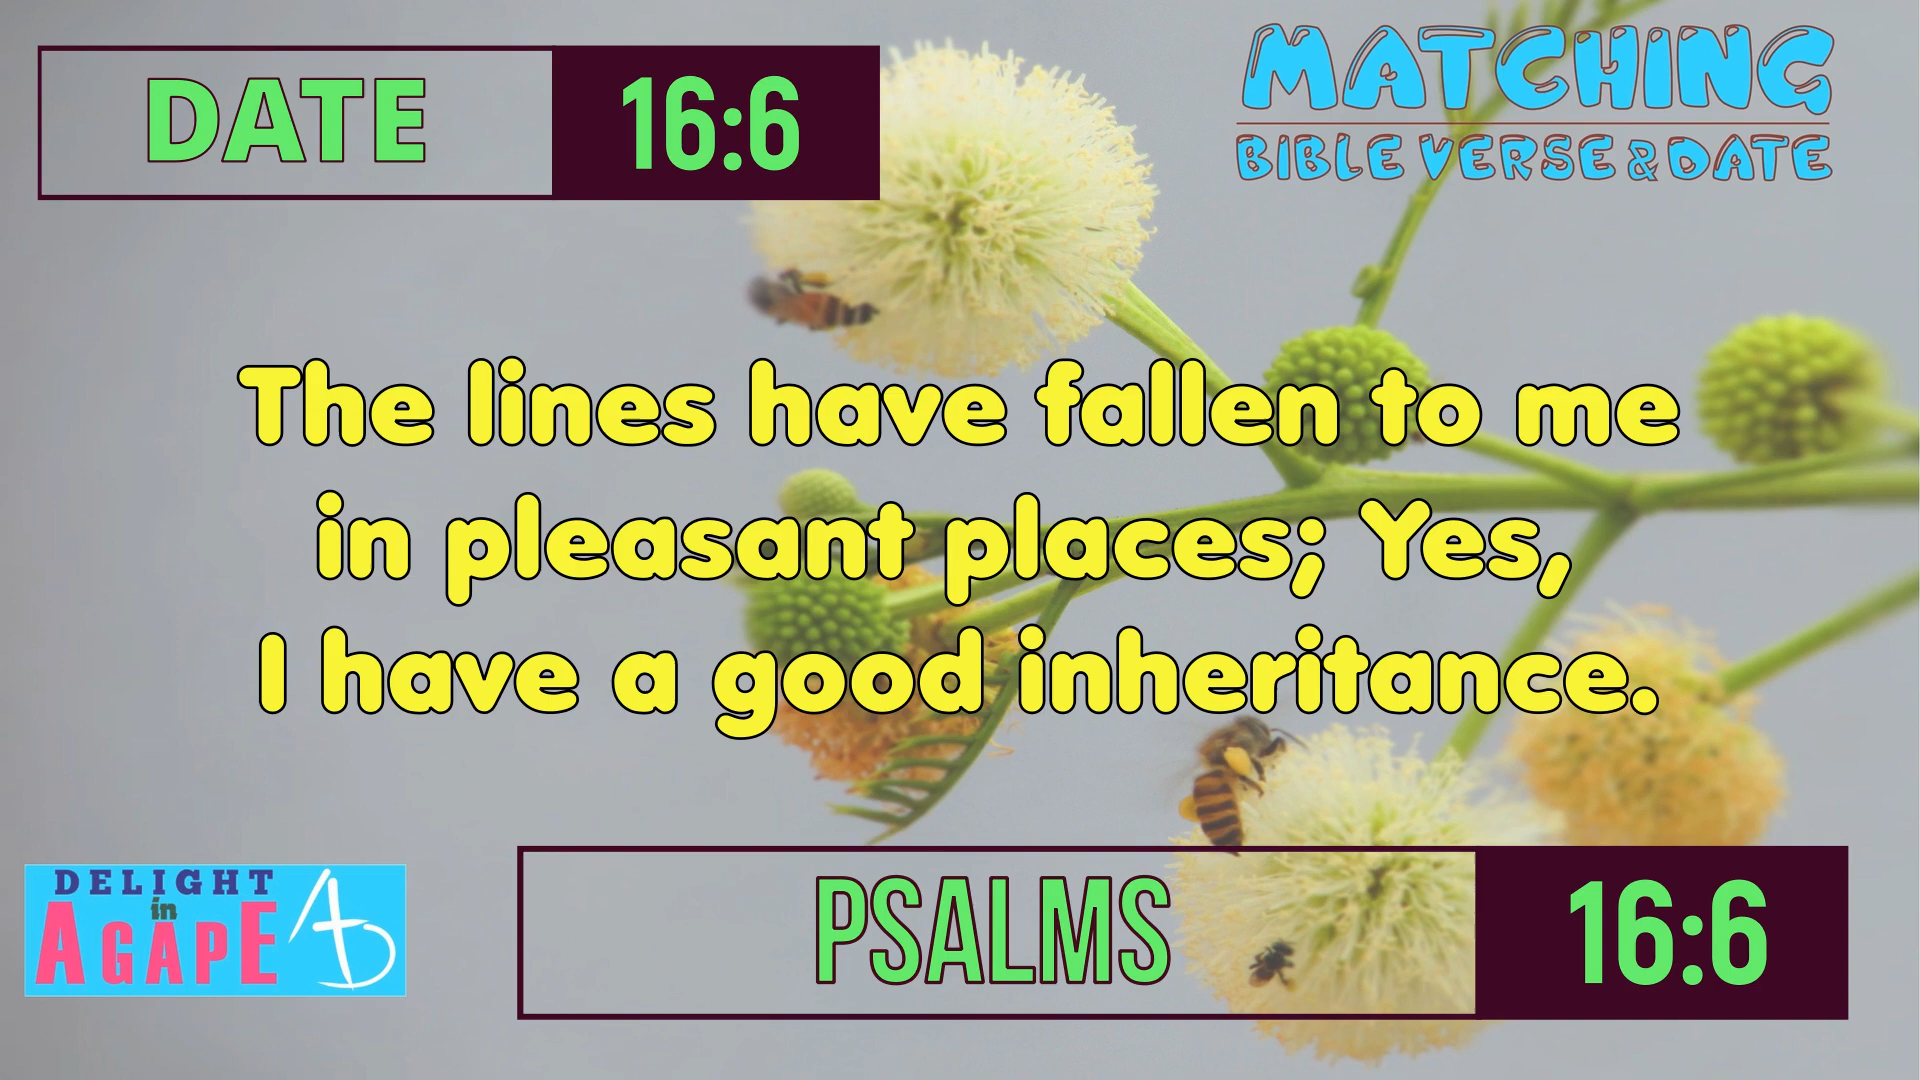 DATE 16:6
MATCHING
BIBLE VERSE & DATE
The lines have fallen to me
in pleasant places; Yes,
I have a good inheritance.
DELIGHT
in
AGAPE
PSALMS 16:6